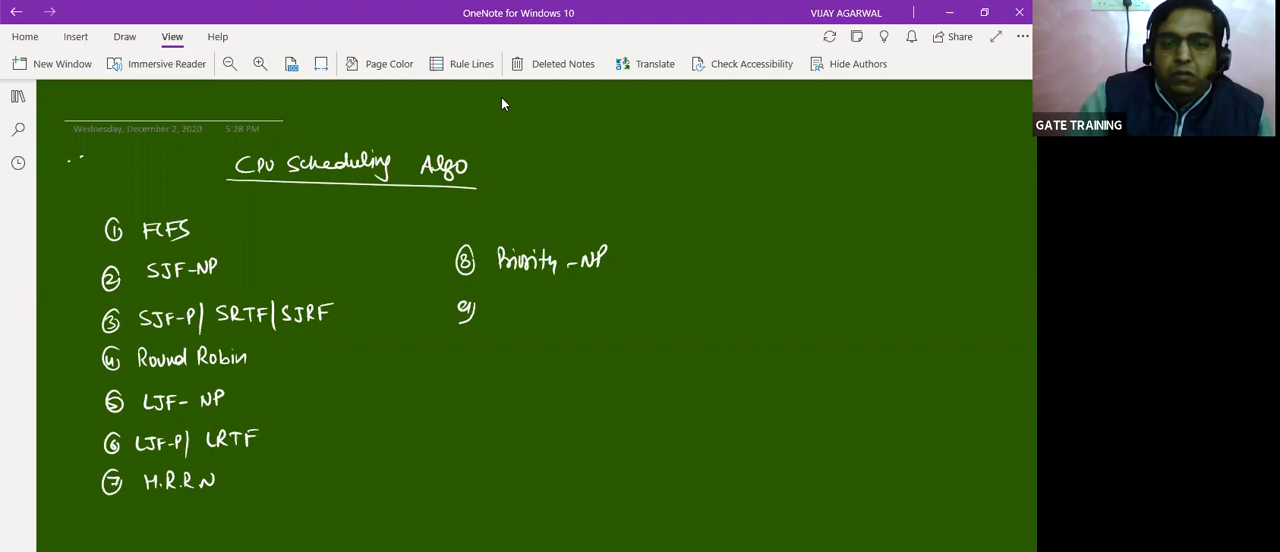 OneNote for Windows 10
VIJAY AGARWAL
Home Insert Draw View Help
Share
New Window Immersive Reader Page Color Rule Lines Deleted Notes Translate Check Accessibility Hide Authors
GATE TRAINING
Wednesday, December 2, 2020 5:28 PM
CPU Scheduling Algo
① FCFS
② SJF-NP
③ SJF-P| SRTF|SJRF
④ Round Robin
⑤ LJF- NP
⑥ LJF-P| LRTF
⑦ H.R.R.N
⑧ Priority -NP
⑨